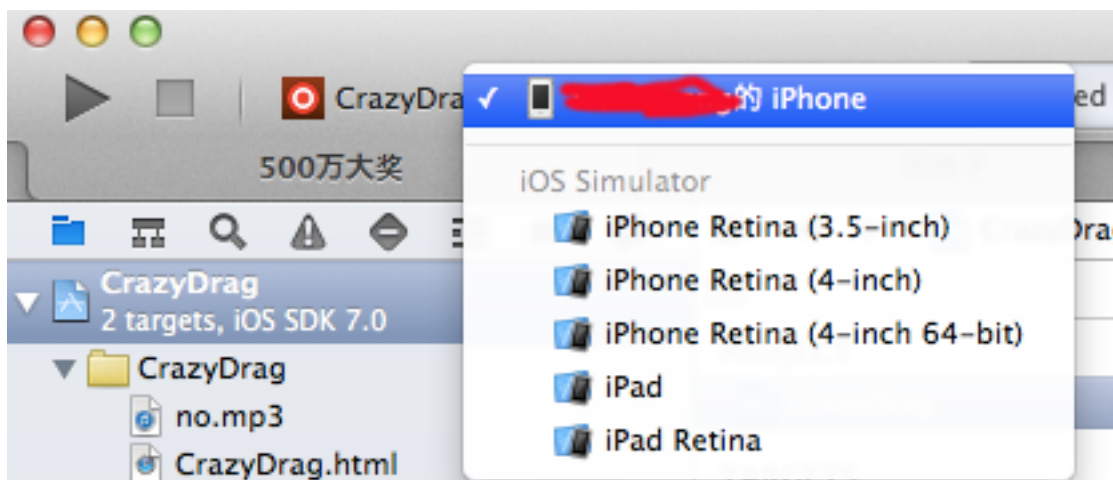 CrazyDra
的 iPhone
ed
500万大奖
iOS Simulator
iPhone Retina (3.5-inch)
iPhone Retina (4-inch)
iPhone Retina (4-inch 64-bit)
iPad
iPad Retina
CrazyDrag
2 targets, iOS SDK 7.0
CrazyDrag
no.mp3
CrazyDrag.html